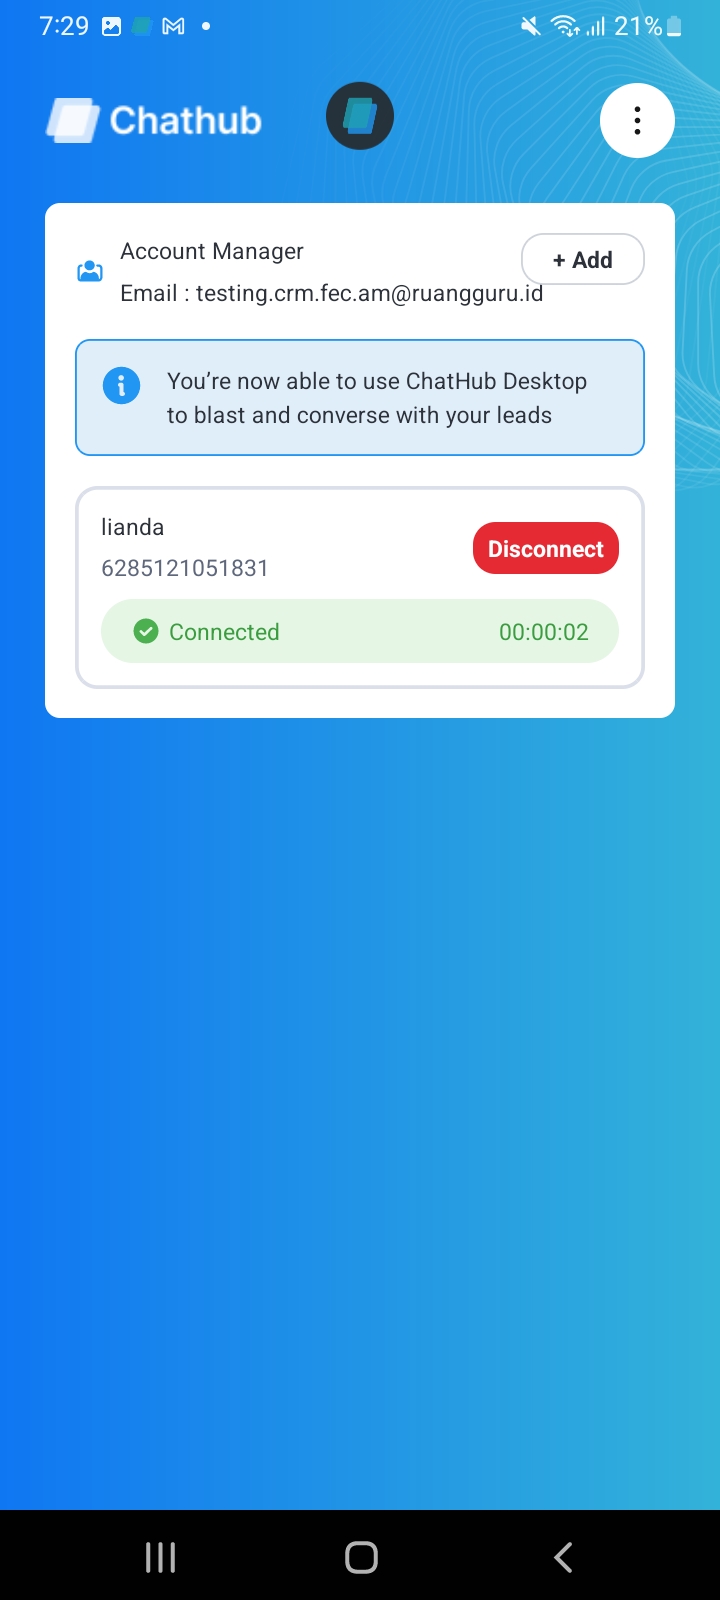 7:29
21%
Chathub
Account Manager
+ Add
Email : testing.crm.fec.am@ruangguru.id
You’re now able to use ChatHub Desktop
to blast and converse with your leads
lianda
6285121051831
Disconnect
Connected
00:00:02